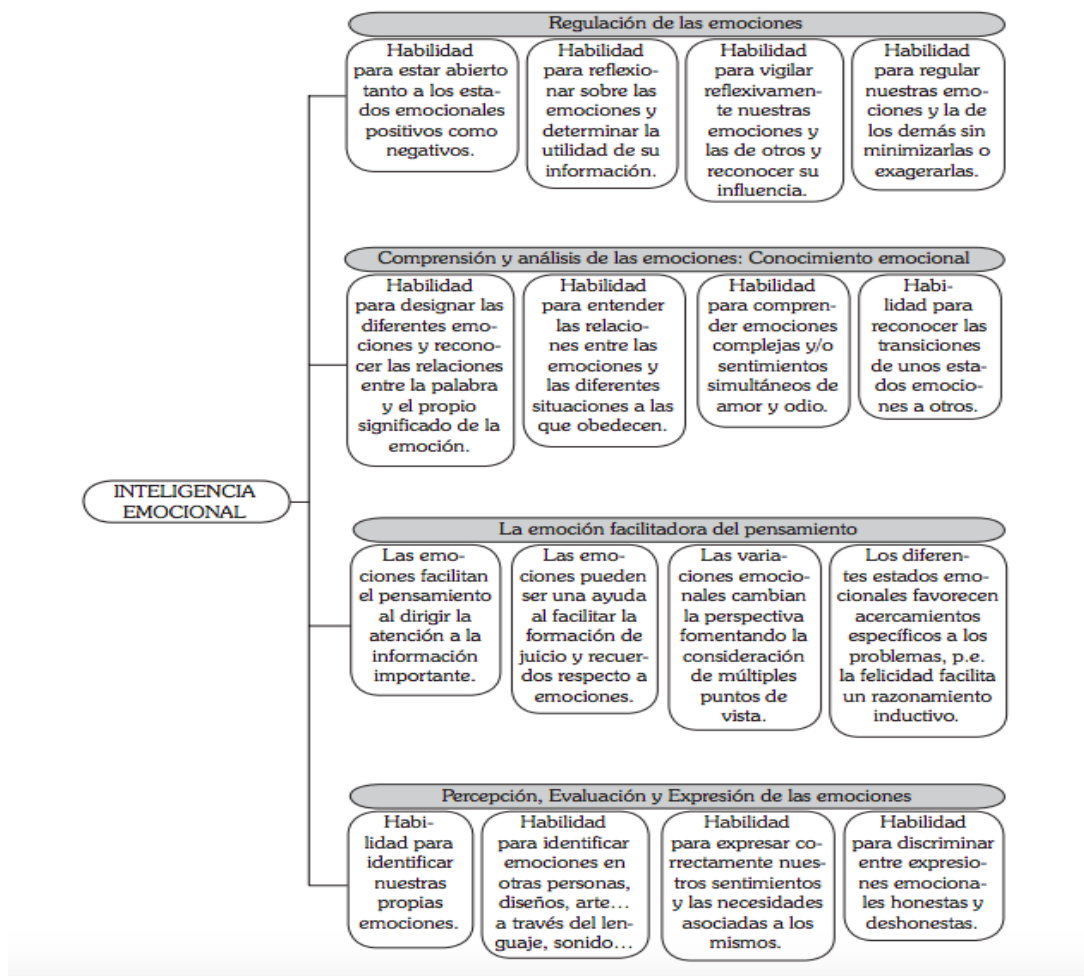 Regulación de las emociones
Habilidad
para estar abierto
tanto a los esta-
dos emocionales
positivos como
negativos.
Habilidad
para reflexio-
nar sobre las
emociones y
determinar la
utilidad de su
información.
Habilidad
para vigilar
reflexivamen-
te nuestras
emociones y
las de otros y
reconocer su
influencia.
Habilidad
para regular
nuestras emo-
ciones y la de
los demás sin
minimizarlas o
exagerarlas.
Comprensión y análisis de las emociones: Conocimiento emocional
Habilidad
para designar las
diferentes emo-
ciones y recono-
cer las relaciones
entre la palabra
y el propio
significado de la
emoción.
Habilidad
para entender
las relacio-
nes entre las
emociones y
las diferentes
situaciones a las
que obedecen.
Habilidad
para compren-
der emociones
complejas y/o
sentimientos
simultáneos de
amor y odio.
Habi-
lidad para
reconocer las
transiciones
de unos esta-
dos emocio-
nes a otros.
INTELIGENCIA
EMOCIONAL
La emoción facilitadora del pensamiento
Las emo-
ciones facilitan
el pensamiento
al dirigir la
atención a la
información
importante.
Las emo-
ciones pueden
ser una ayuda
al facilitar la
formación de
juicio y recuer-
dos respecto a
emociones.
Las varia-
ciones emocio-
nales cambian
la perspectiva
fomentando la
consideración
de múltiples
puntos de
vista.
Los diferen-
tes estados emo-
cionales favorecen
acercamientos
específicos a los
problemas, p.e.
la felicidad facilita
un razonamiento
inductivo.
Percepción, Evaluación y Expresión de las emociones
Habi-
lidad para
identificar
nuestras
propias
emociones.
Habilidad
para identificar
emociones en
otras personas,
diseños, arte...
a través del len-
guaje, sonido...
Habilidad
para expresar co-
rrectamente nues-
tros sentimientos
y las necesidades
asociadas a los
mismos.
Habilidad
para discriminar
entre expresio-
nes emociona-
les honestas y
deshonestas.